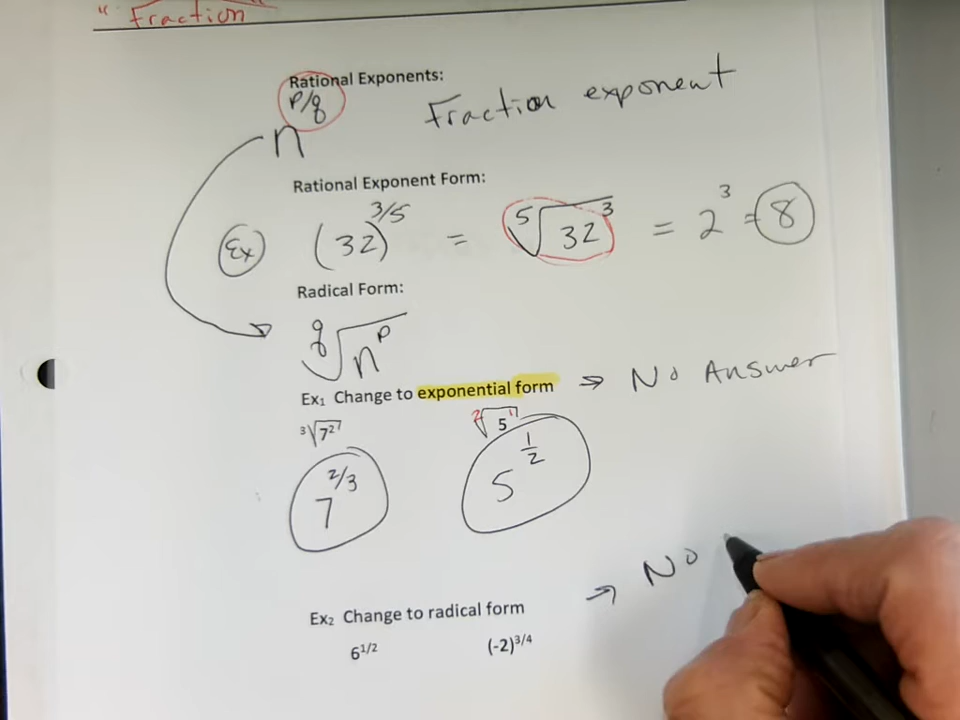 " Fraction
Rational Exponents:
n^{p/q} Fraction exponent
Rational Exponent Form:
Ex (32)^{3/5} = ⁵√32³ = 2³ = 8
Radical Form:
^q√n^p
Ex₁ Change to exponential form → No Answer
³√7² ²√5¹
7^{2/3} 5^{1/2}
Ex₂ Change to radical form → No
6^{1/2} (-2)^{3/4}